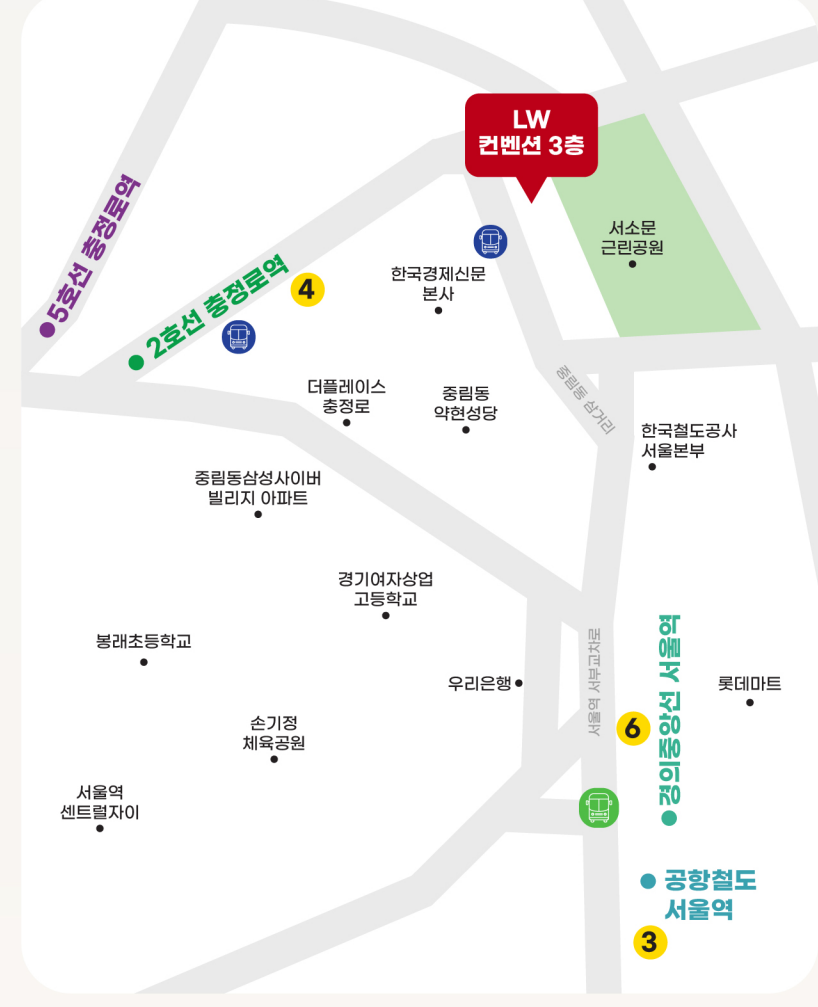 LW
컨벤션 3층
서소문
근린공원
5호선 충정로역
2호선 충정로역
4
한국경제신문
본사
더플레이스
충정로
중림동
약현성당
중림동 삼거리
한국철도공사
서울본부
중림동삼성사이버
빌리지 아파트
경기여자상업
고등학교
봉래초등학교
우리은행
서울역 서부교차로
경의중앙선 서울역
6
롯데마트
손기정
체육공원
서울역
센트럴자이
공항철도
서울역
3